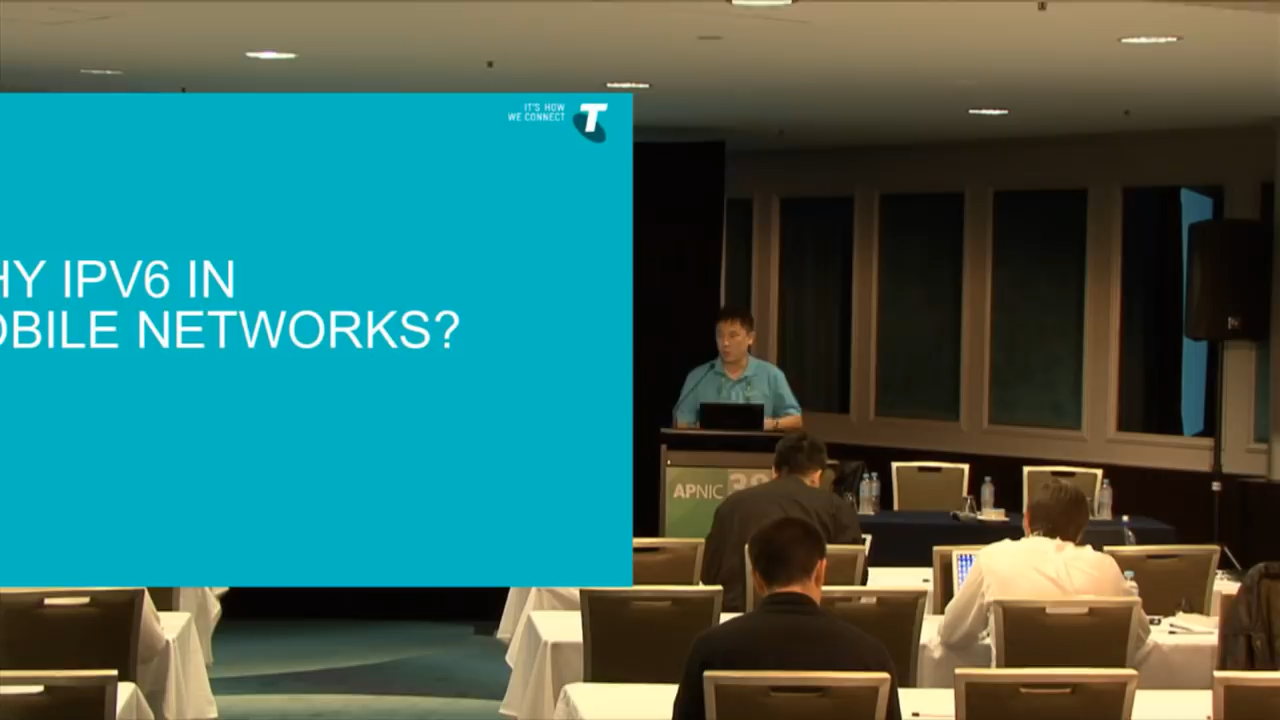 IT'S HOW
WE CONNECT
T
HY IPV6 IN
OBILE NETWORKS?
APNIC